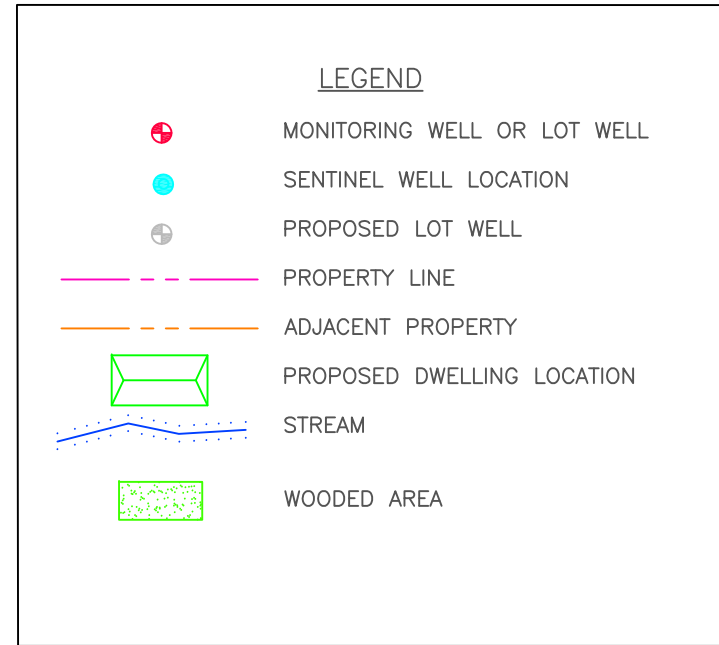 LEGEND
MONITORING WELL OR LOT WELL
SENTINEL WELL LOCATION
PROPOSED LOT WELL
PROPERTY LINE
ADJACENT PROPERTY
PROPOSED DWELLING LOCATION
STREAM
WOODED AREA